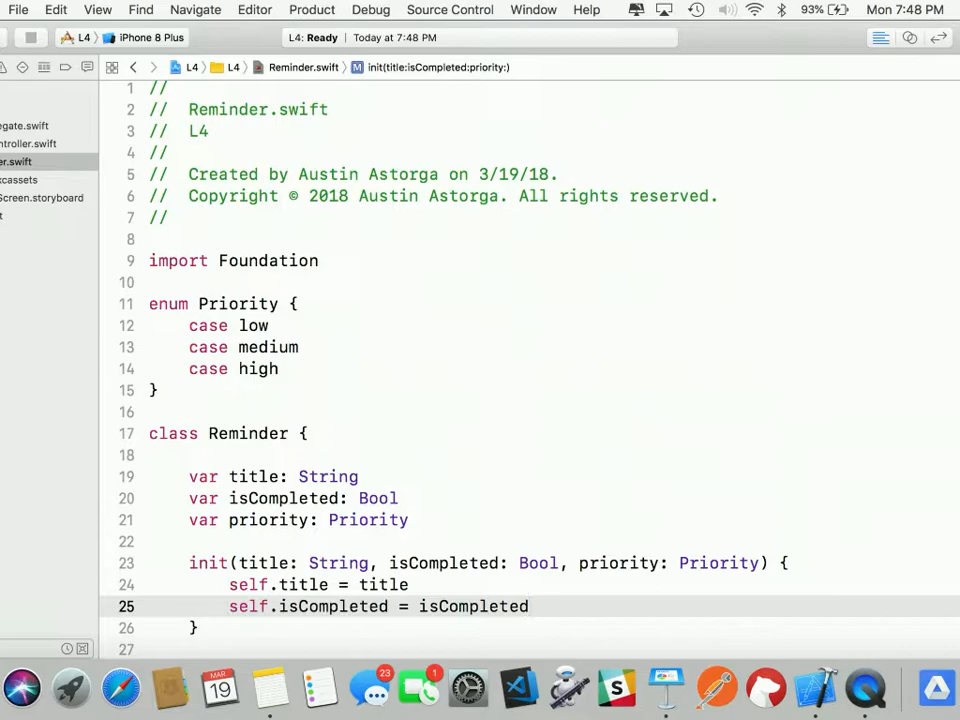 File Edit View Find Navigate Editor Product Debug Source Control Window Help 93% Mon 7:48 PM
L4 iPhone 8 Plus L4: Ready Today at 7:48 PM
L4 L4 Reminder.swift M init(title:isCompleted:priority:)
egate.swift
ntroller.swift
er.swift
xcassets
Screen.storyboard
t
1 //
2 // Reminder.swift
3 // L4
4 //
5 // Created by Austin Astorga on 3/19/18.
6 // Copyright © 2018 Austin Astorga. All rights reserved.
7 //
8
9 import Foundation
10
11 enum Priority {
12 case low
13 case medium
14 case high
15 }
16
17 class Reminder {
18
19 var title: String
20 var isCompleted: Bool
21 var priority: Priority
22
23 init(title: String, isCompleted: Bool, priority: Priority) {
24 self.title = title
25 self.isCompleted = isCompleted
26 }
27
MAR
19
23
1
S